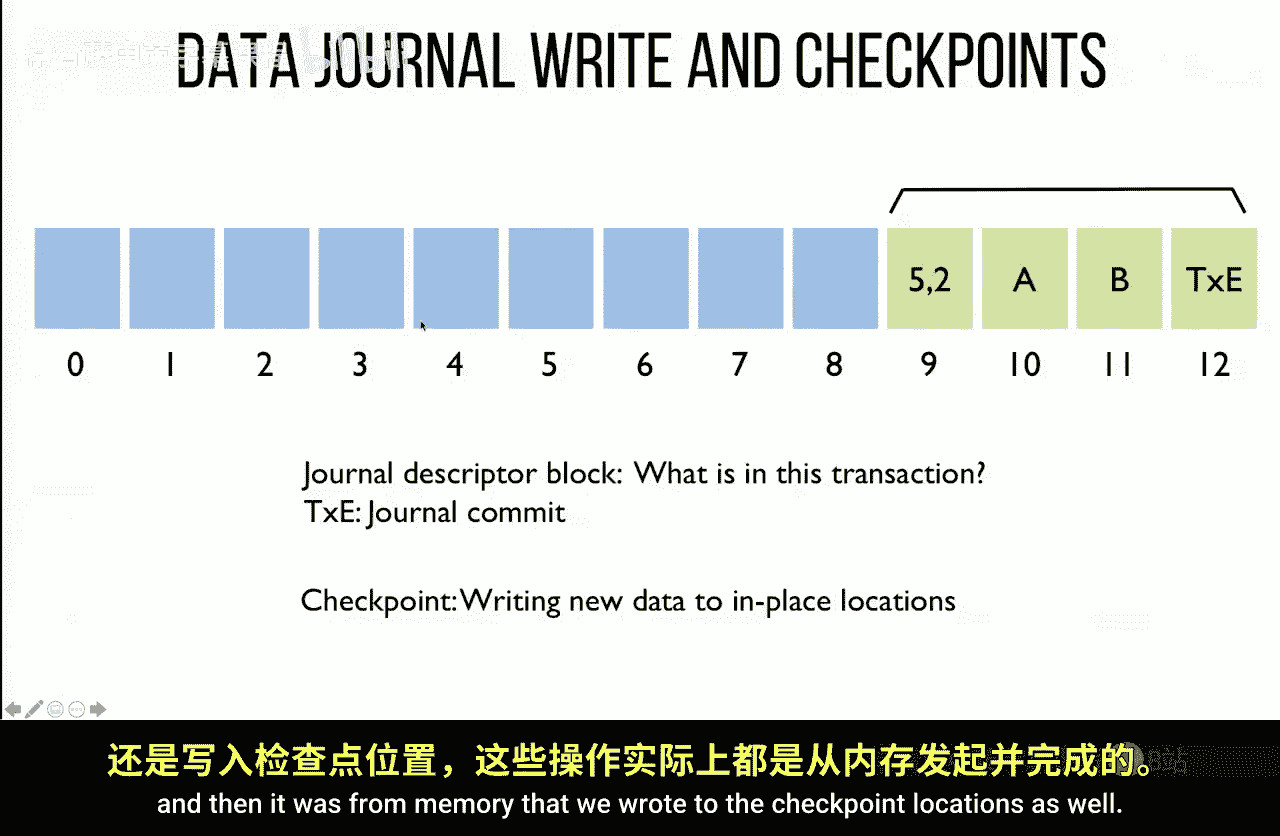 DATA JOURNAL WRITE AND CHECKPOINTS
5,2 A B TxE
0 1 2 3 4 5 6 7 8 9 10 11 12
Journal descriptor block: What is in this transaction?
TxE: Journal commit
Checkpoint: Writing new data to in-place locations
还是写入检查点位置，这些操作实际上都是从内存发起并完成的。
and then it was from memory that we wrote to the checkpoint locations as well.